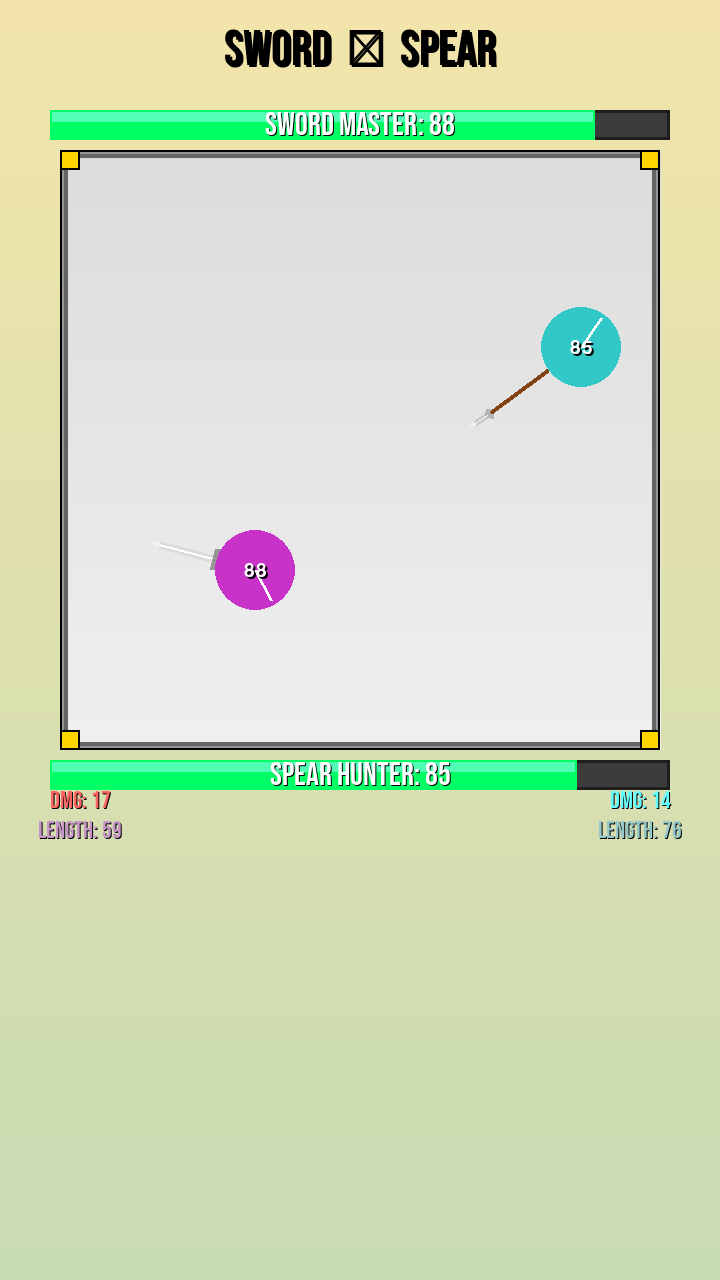 SWORD SPEAR
SWORD MASTER: 88
85
88
SPEAR HUNTER: 85
DMG: 17
DMG: 14
LENGTH: 59
LENGTH: 76